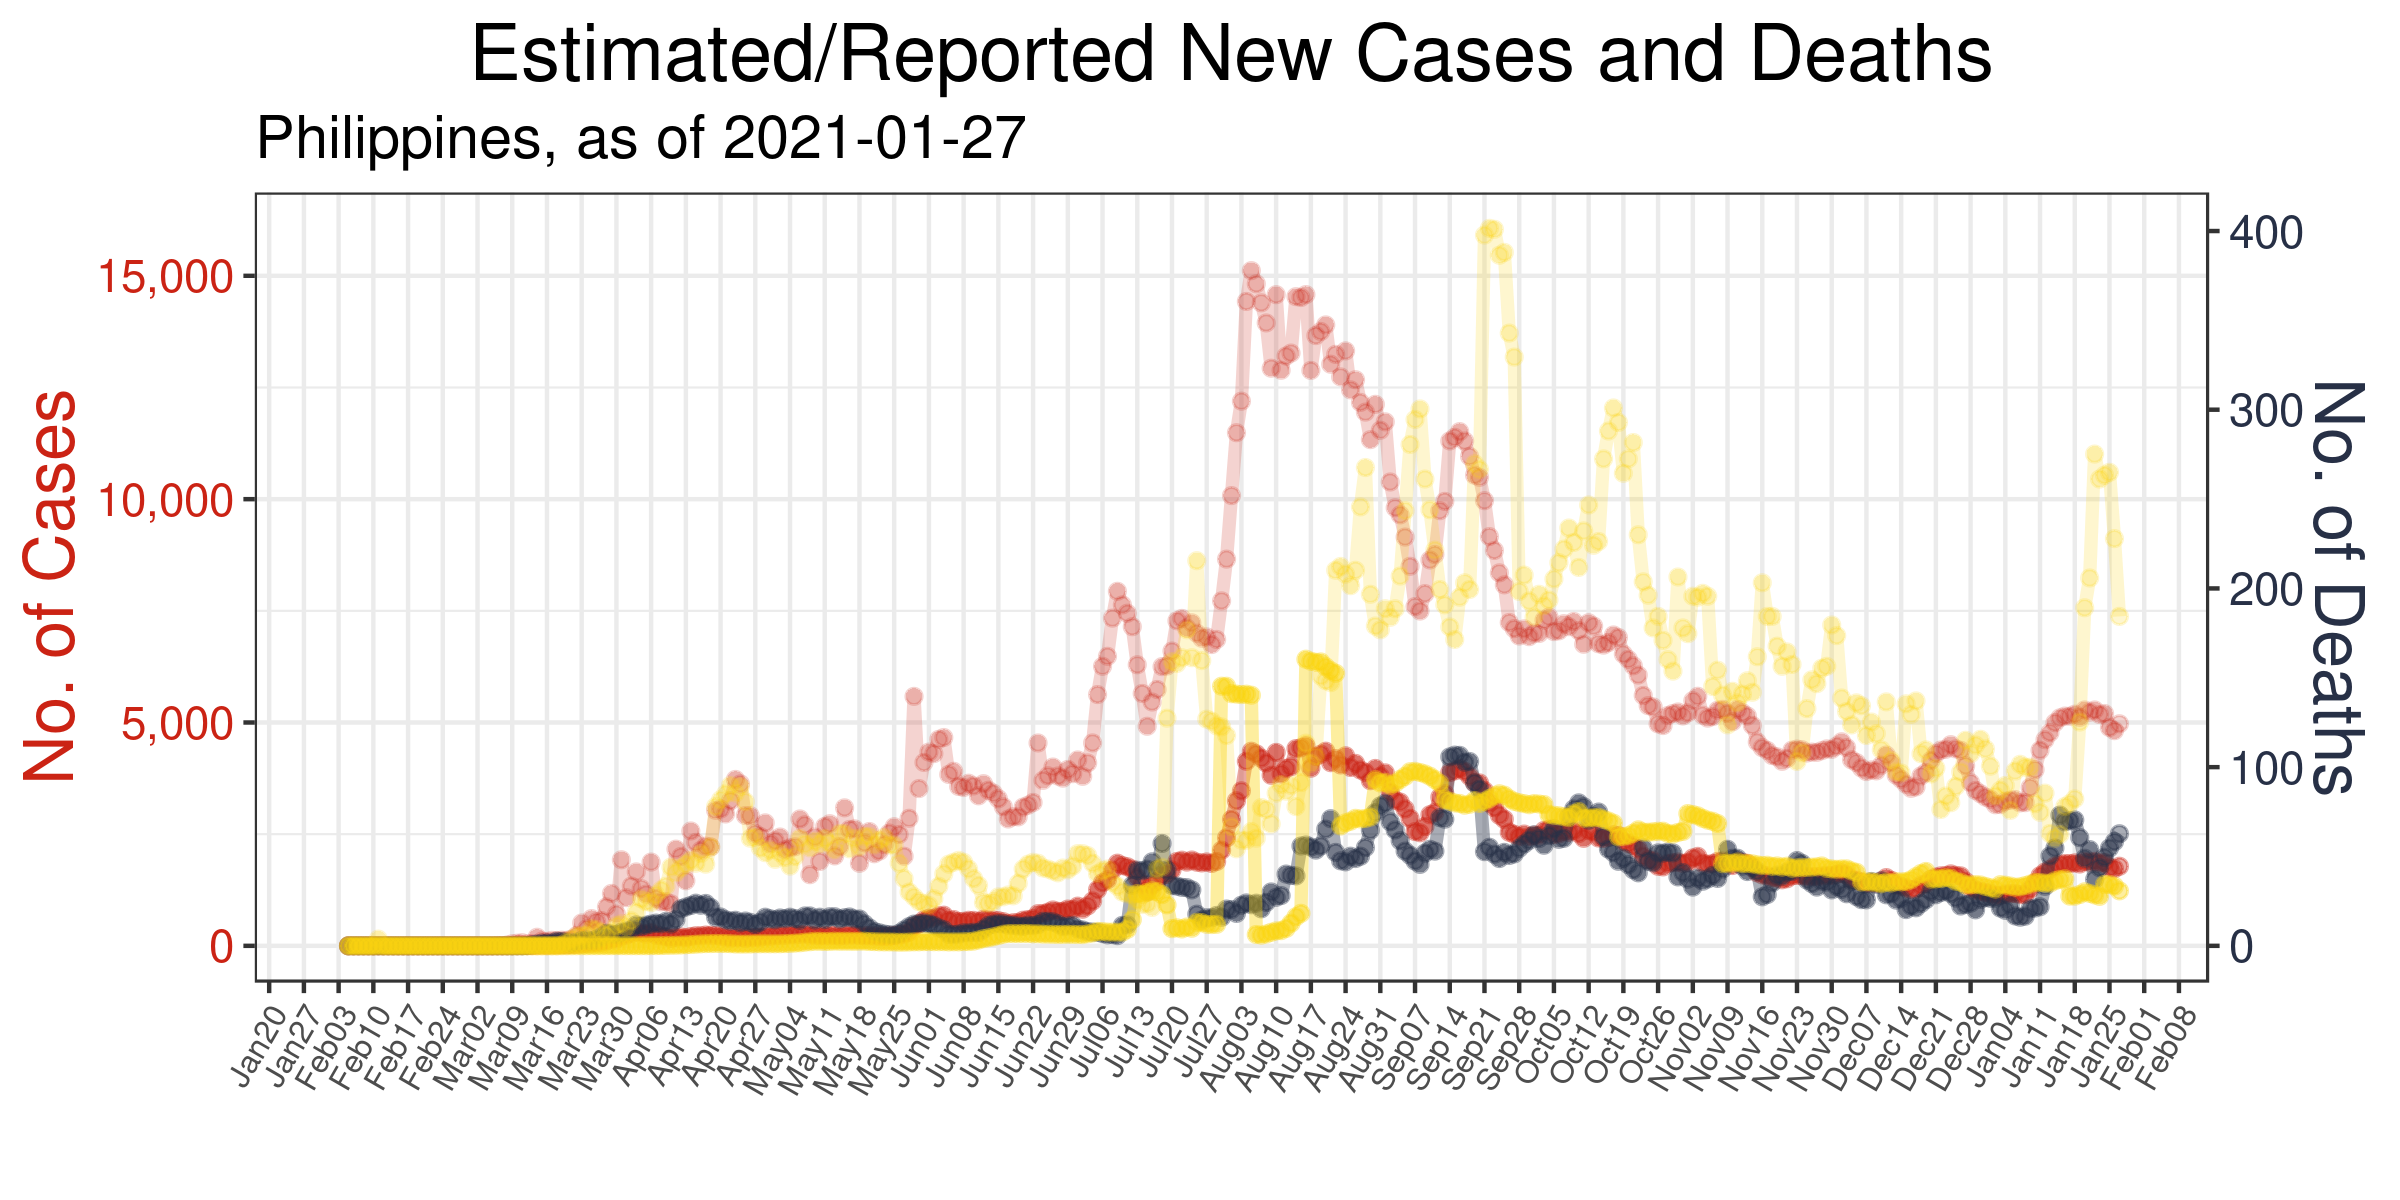 Estimated/Reported New Cases and Deaths
Philippines, as of 2021-01-27
No. of Cases
15,000
10,000
5,000
0
400
300
200
100
0
No. of Deaths
Jan20
Jan27
Feb03
Feb10
Feb17
Feb24
Mar02
Mar09
Mar16
Mar23
Mar30
Apr06
Apr13
Apr20
Apr27
May04
May11
May18
May25
Jun01
Jun08
Jun15
Jun22
Jun29
Jul06
Jul13
Jul20
Jul27
Aug03
Aug10
Aug17
Aug24
Aug31
Sep07
Sep14
Sep21
Sep28
Oct05
Oct12
Oct19
Oct26
Nov02
Nov09
Nov16
Nov23
Nov30
Dec07
Dec14
Dec21
Dec28
Jan04
Jan11
Jan18
Jan25
Feb01
Feb08